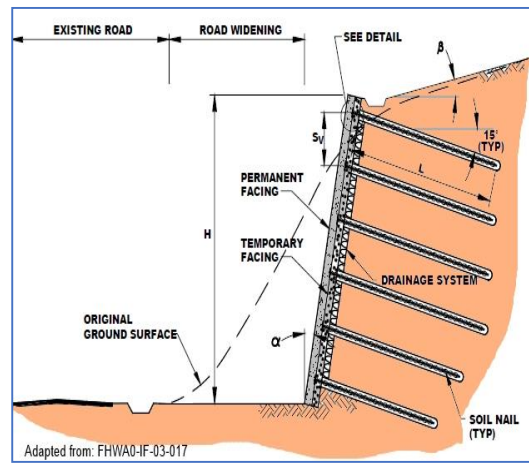 EXISTING ROAD
ROAD WIDENING
SEE DETAIL
β
15'
(TYP)
SV
L
PERMANENT
FACING
H
TEMPORARY
FACING
DRAINAGE SYSTEM
ORIGINAL
GROUND SURFACE
α
SOIL NAIL
(TYP)
Adapted from: FHWA0-IF-03-017